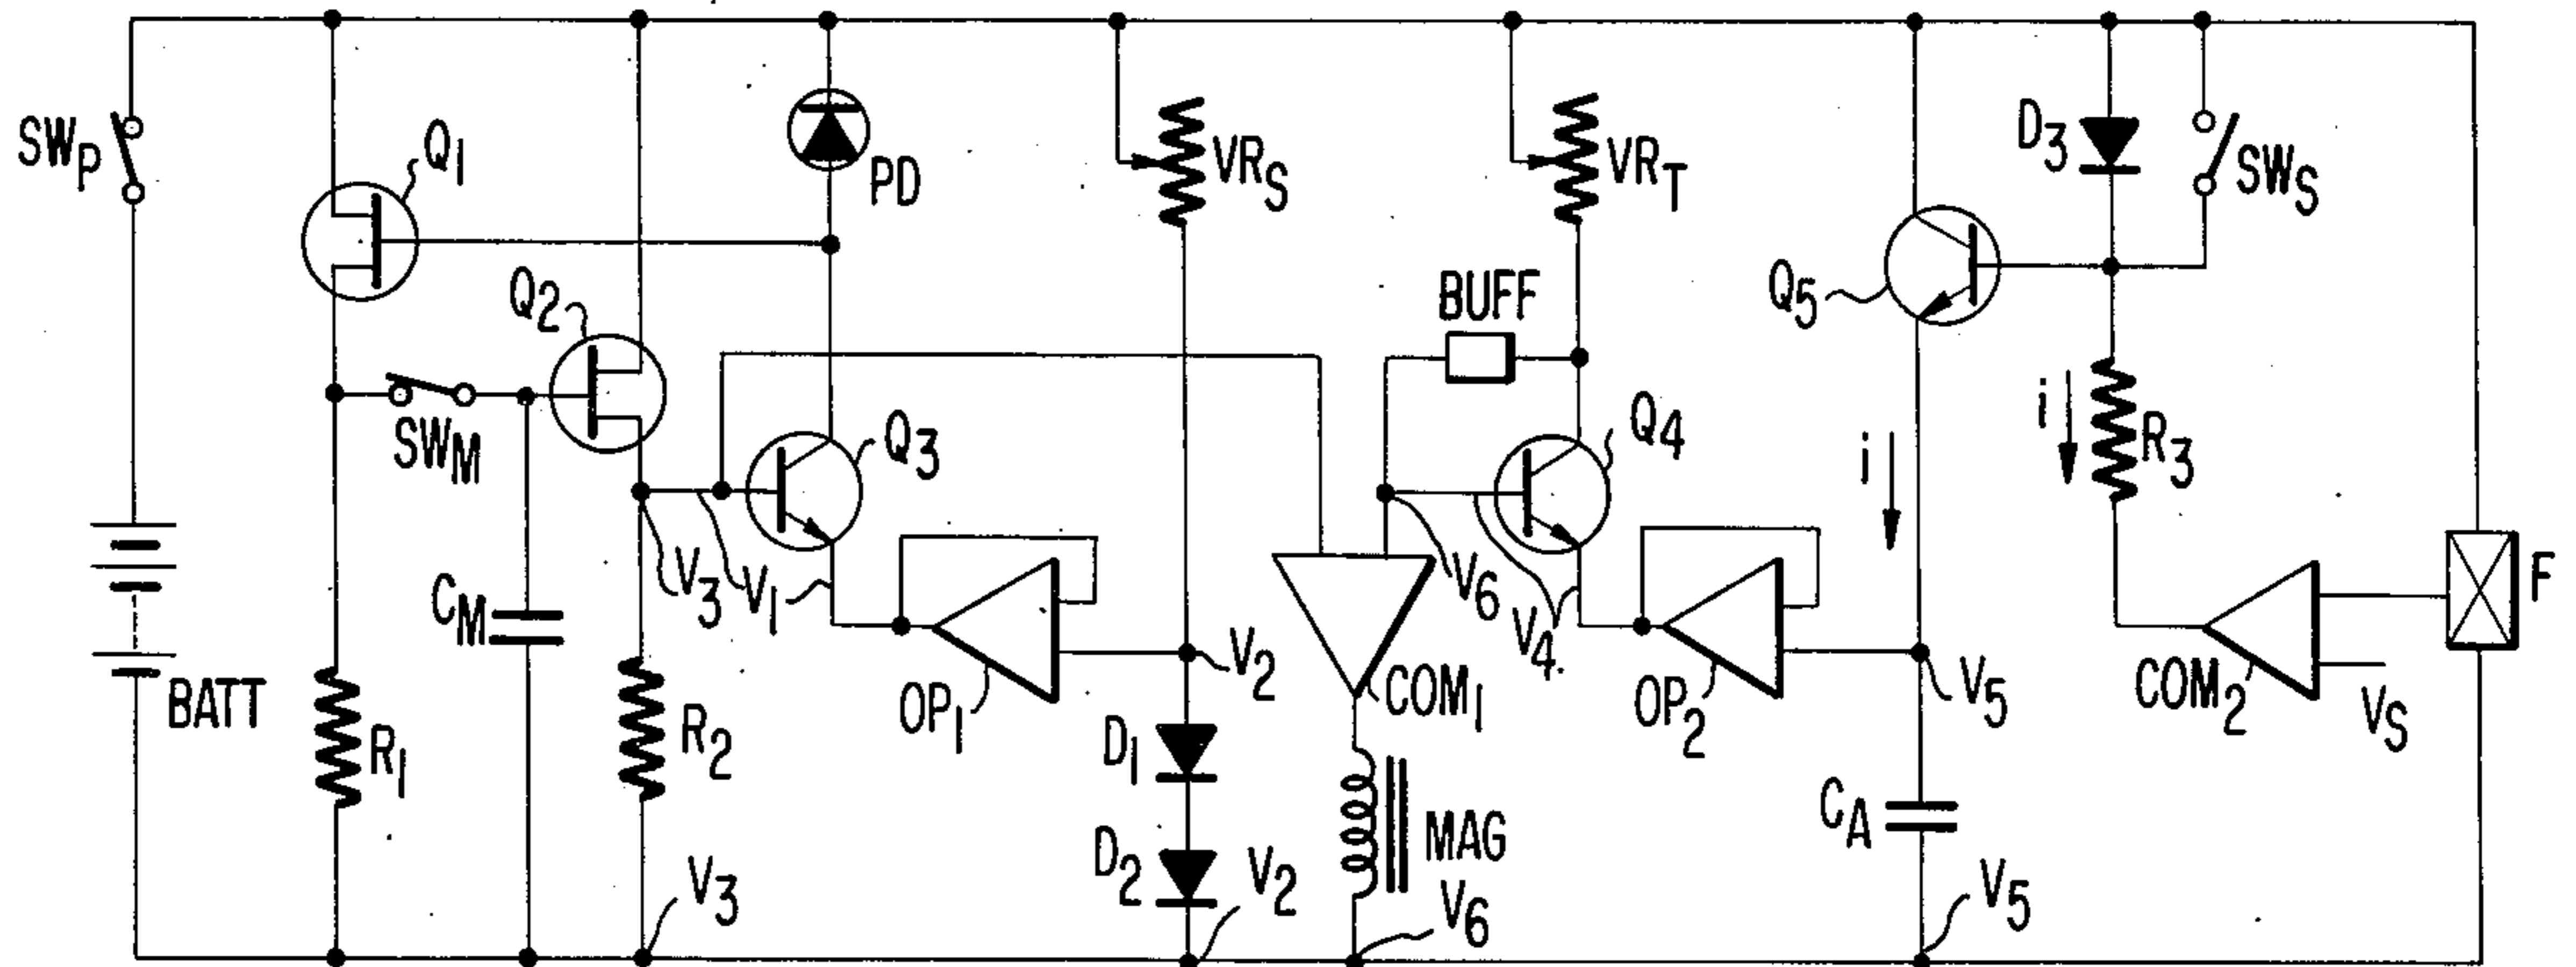 SWP
Q1
PD
VRS
VRT
D3
SWS
Q2
BUFF
Q5
SWM
Q3
Q4
i
i
R3
CM
V3
V1
V6
V4
F
BATT
R1
R2
OP1
V2
COM1
OP2
V5
COM2
VS
D1
D2
V2
MAG
CA
V3
V6
V5